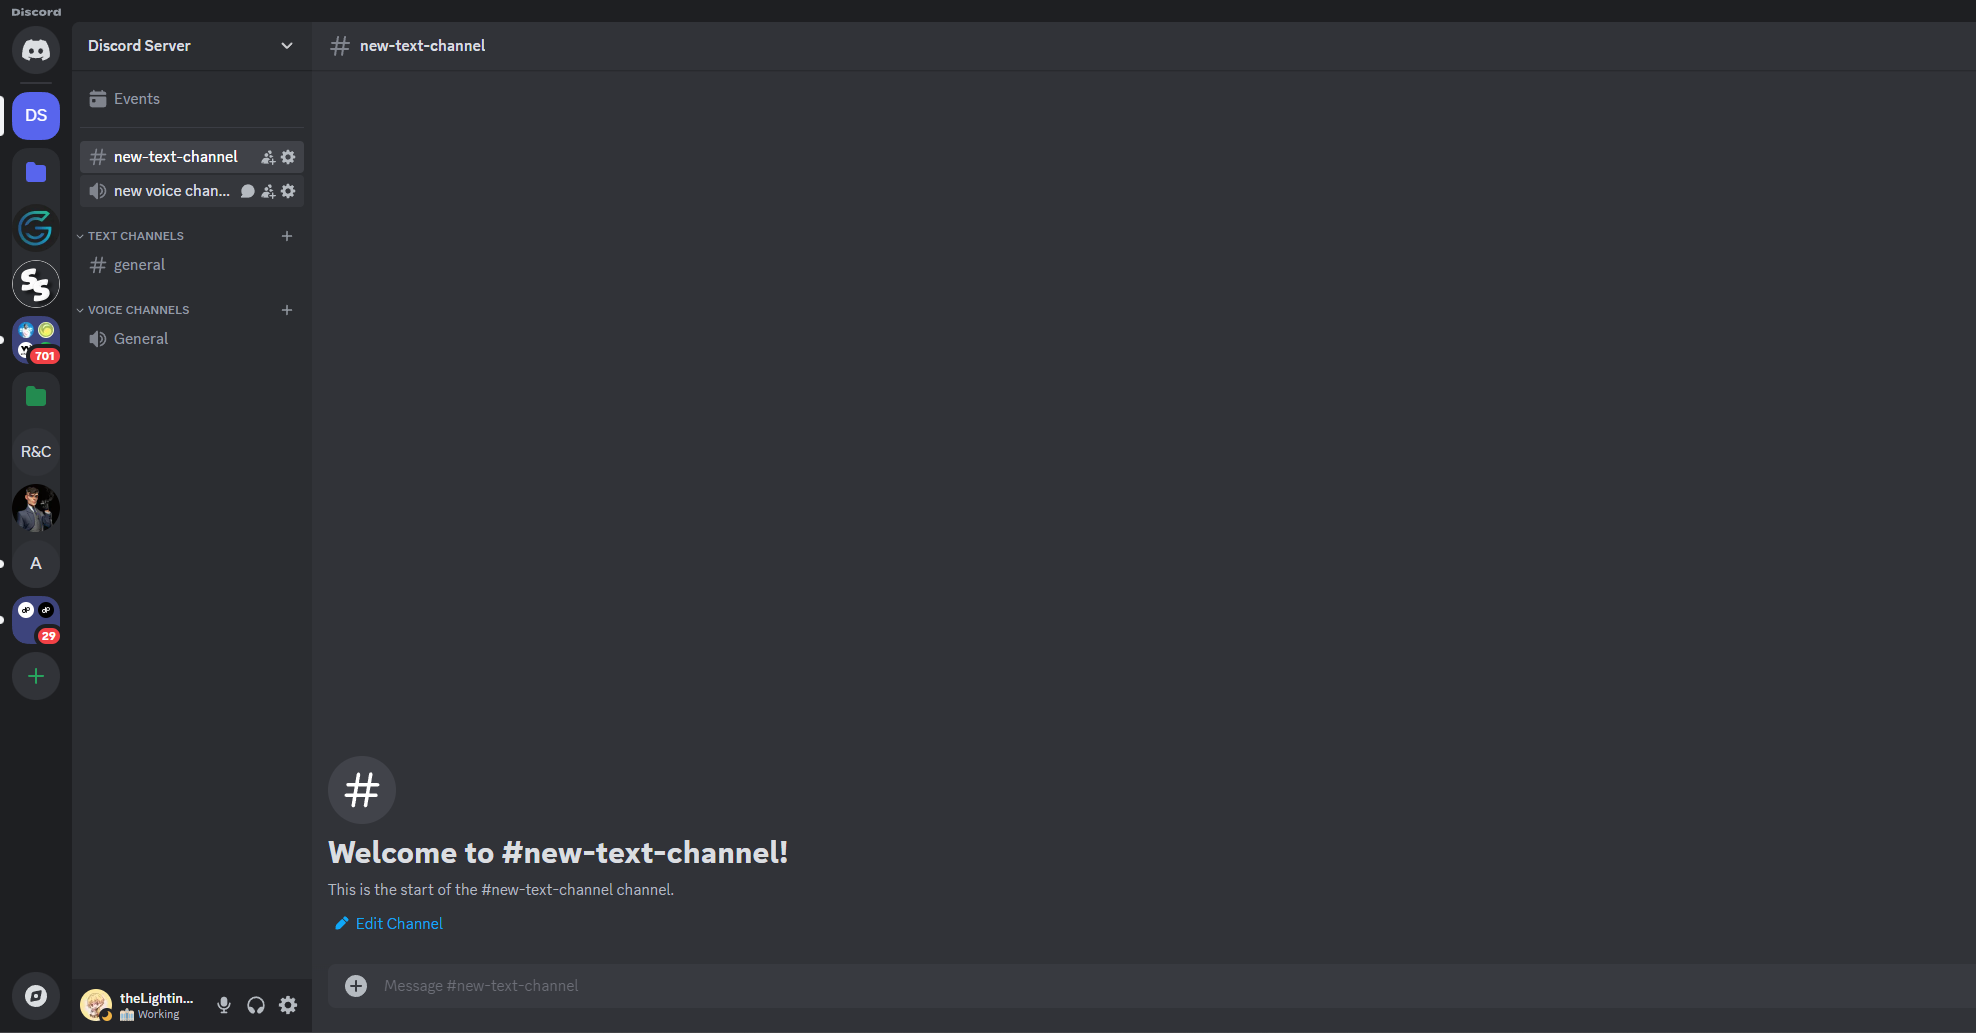 Discord
Discord Server
new-text-channel
Events
DS
new-text-channel
new voice chan...
TEXT CHANNELS
general
VOICE CHANNELS
General
701
R&C
A
29
Welcome to #new-text-channel!
This is the start of the #new-text-channel channel.
Edit Channel
Message #new-text-channel
theLightin...
Working